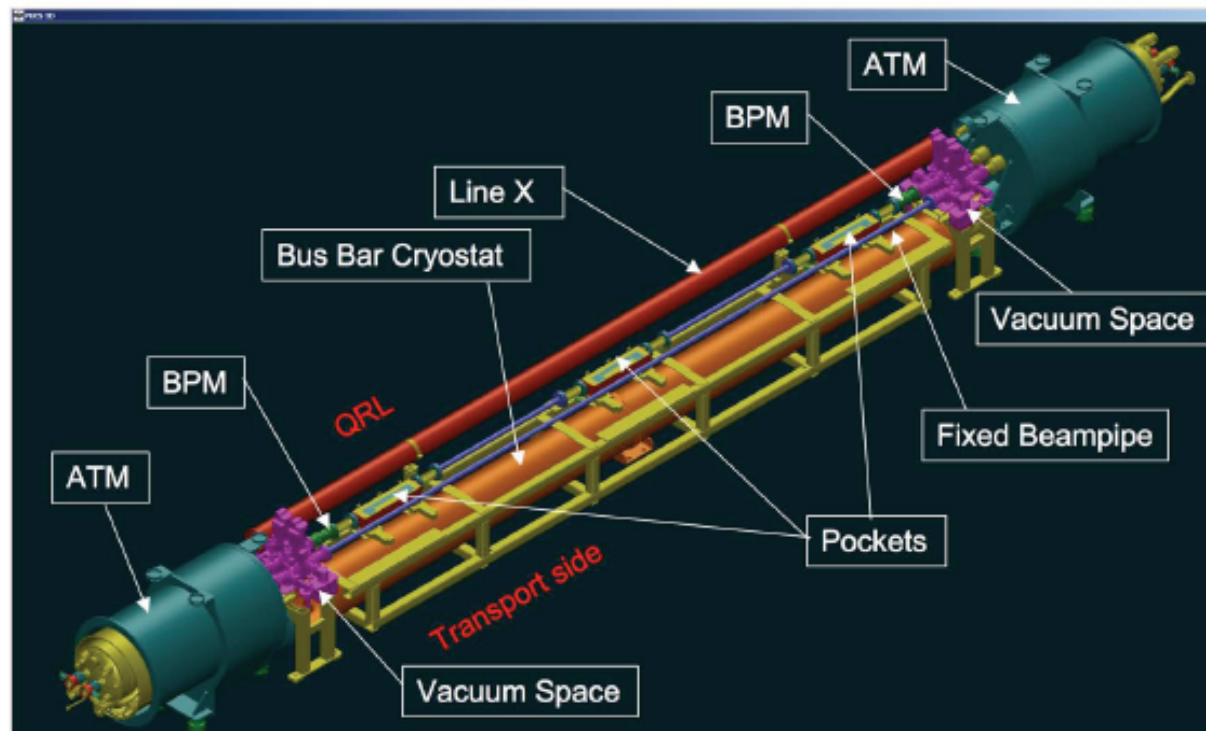 ATM
BPM
Line X
Bus Bar Cryostat
Vacuum Space
BPM
QRL
Fixed Beampipe
ATM
Pockets
Transport side
Vacuum Space